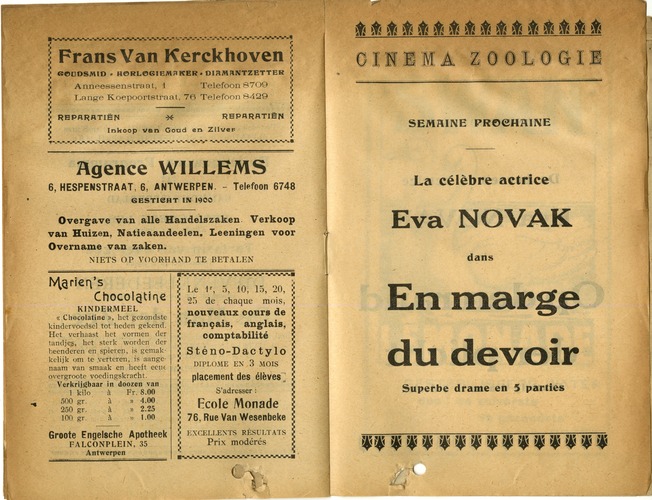 Frans Van Kerckhoven
GOUDSMID - HORLOGIEMAKER - DIAMANTZETTER
Anneessenstraat, 1 Telefoon 8709
Lange Koepoortstraat, 76 Telefoon 8429
REPARATIËN REPARATIËN
Inkoop van Goud en Zilver
Agence WILLEMS
6, HESPENSTRAAT, 6, ANTWERPEN. - Telefoon 6748
GESTICHT IN 1900
Overgave van alle Handelszaken Verkoop
van Huizen, Natieaandeelen, Leeningen voor
Overname van zaken.
NIETS OP VOORHAND TE BETALEN
Marien's
Chocolatine
KINDERMEEL
« Chocolatine », het gezondste
kindervoedsel tot heden gekend.
Het verhaast het vormen der
tandjes, het sterk worden der
beenderen en spieren, is gemak-
kelijk om te verteren, is aange-
naam van smaak en heeft eene
overgroote voedingskracht.
Verkrijgbaar in doozen van
1 kilo à Fr. 8.00
500 gr. à » 4.00
250 gr. à » 2.25
100 gr. à » 1.00
Groote Engelsche Apotheek
FALCONPLEIN, 35
Antwerpen
Le 1r, 5, 10, 15, 20,
25 de chaque mois,
nouveaux cours de
français, anglais,
comptabilité
Sténo-Dactylo
DIPLOME EN 3 MOIS
placement des élèves
S'adresser :
Ecole Monade
76, Rue Van Wesenbeke
EXCELLENTS RÉSULTATS
Prix modérés
CINEMA ZOOLOGIE
SEMAINE PROCHAINE
La célèbre actrice
Eva NOVAK
dans
En marge
du devoir
Superbe drame en 5 parties